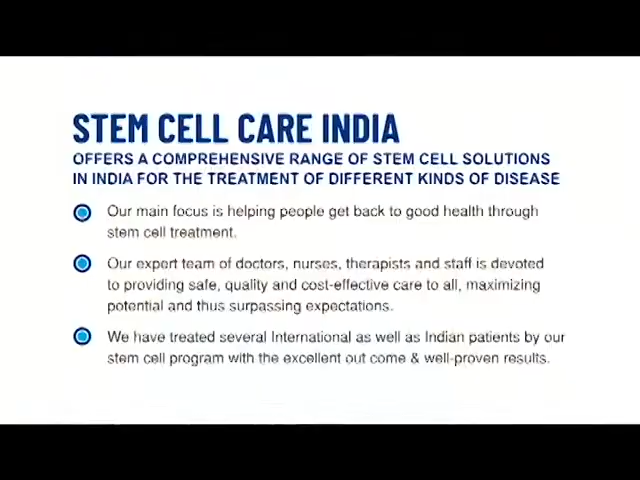 STEM CELL CARE INDIA
OFFERS A COMPREHENSIVE RANGE OF STEM CELL SOLUTIONS
IN INDIA FOR THE TREATMENT OF DIFFERENT KINDS OF DISEASE
Our main focus is helping people get back to good health through
stem cell treatment.
Our expert team of doctors, nurses, therapists and staff is devoted
to providing safe, quality and cost-effective care to all, maximizing
potential and thus surpassing expectations.
We have treated several International as well as Indian patients by our
stem cell program with the excellent out come & well-proven results.